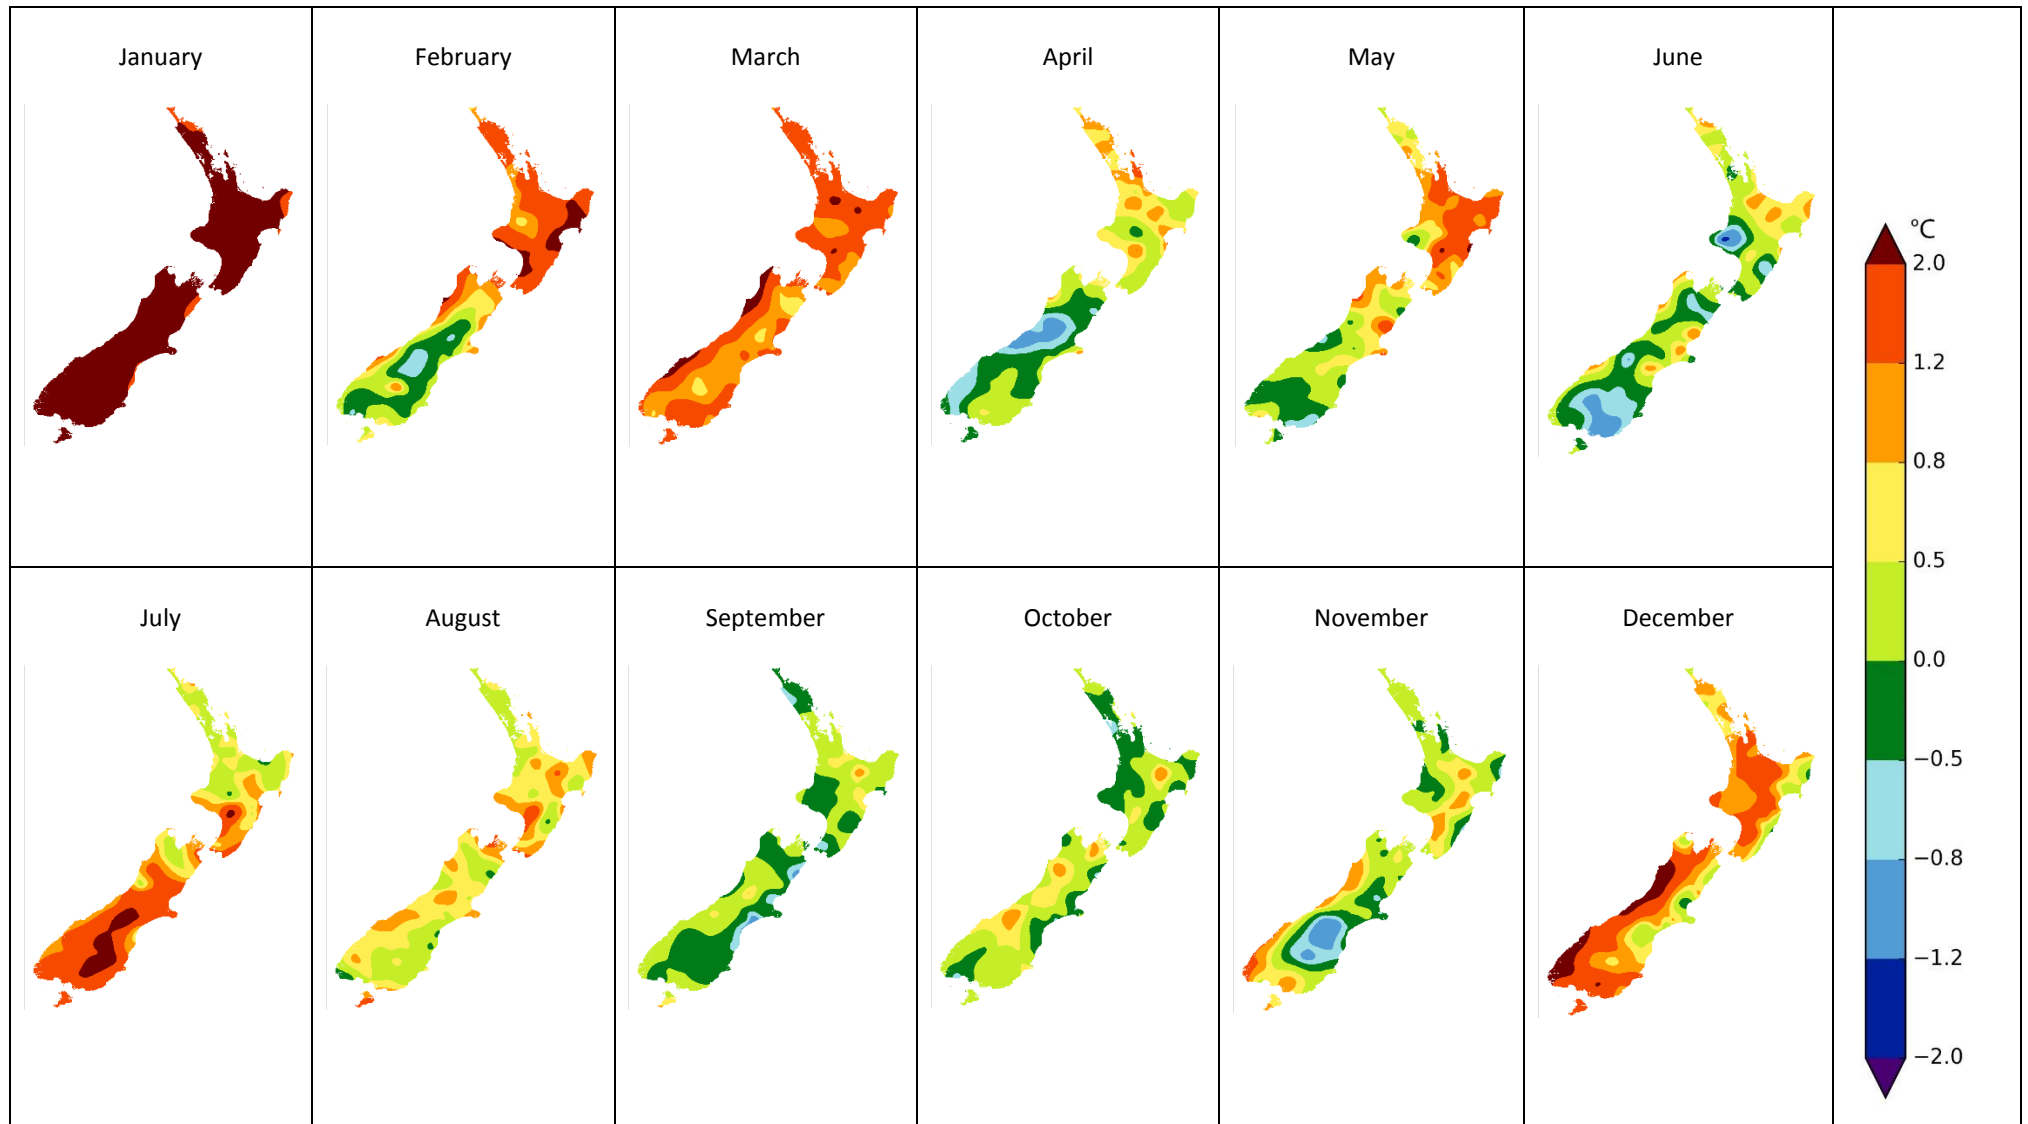 January
February
March
April
May
June
°C
2.0
1.2
0.8
0.5
0.0
−0.5
−0.8
−1.2
−2.0
July
August
September
October
November
December